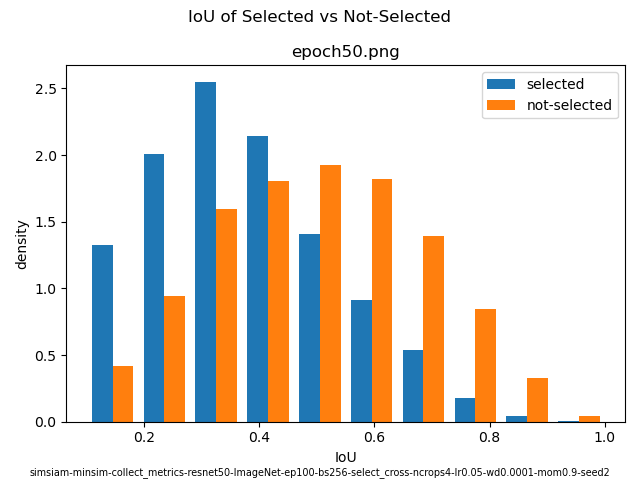 IoU of Selected vs Not-Selected
epoch50.png
selected
not-selected
2.5
2.0
1.5
1.0
0.5
0.0
density
0.2
0.4
0.6
0.8
1.0
IoU
simsiam-minsim-collect_metrics-resnet50-ImageNet-ep100-bs256-select_cross-ncrops4-lr0.05-wd0.0001-mom0.9-seed2